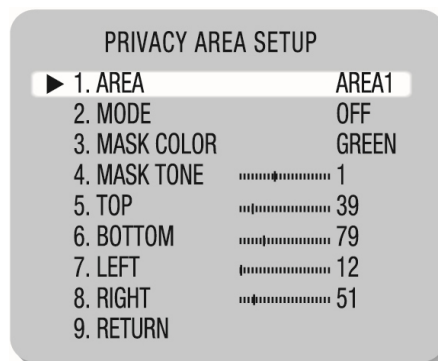 PRIVACY AREA SETUP
▶ 1. AREA AREA1
2. MODE OFF
3. MASK COLOR GREEN
4. MASK TONE 1
5. TOP 39
6. BOTTOM 79
7. LEFT 12
8. RIGHT 51
9. RETURN